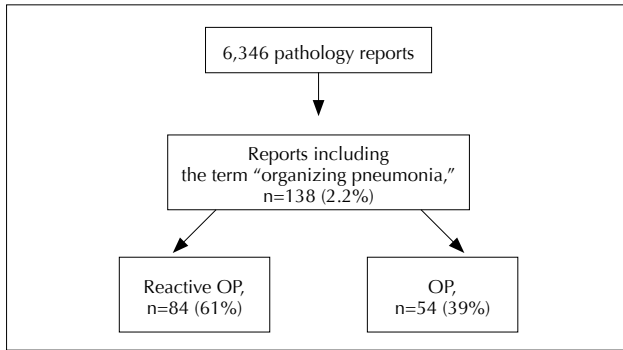 6,346 pathology reports
Reports including
the term “organizing pneumonia,”
n=138 (2.2%)
Reactive OP,
n=84 (61%)
OP,
n=54 (39%)